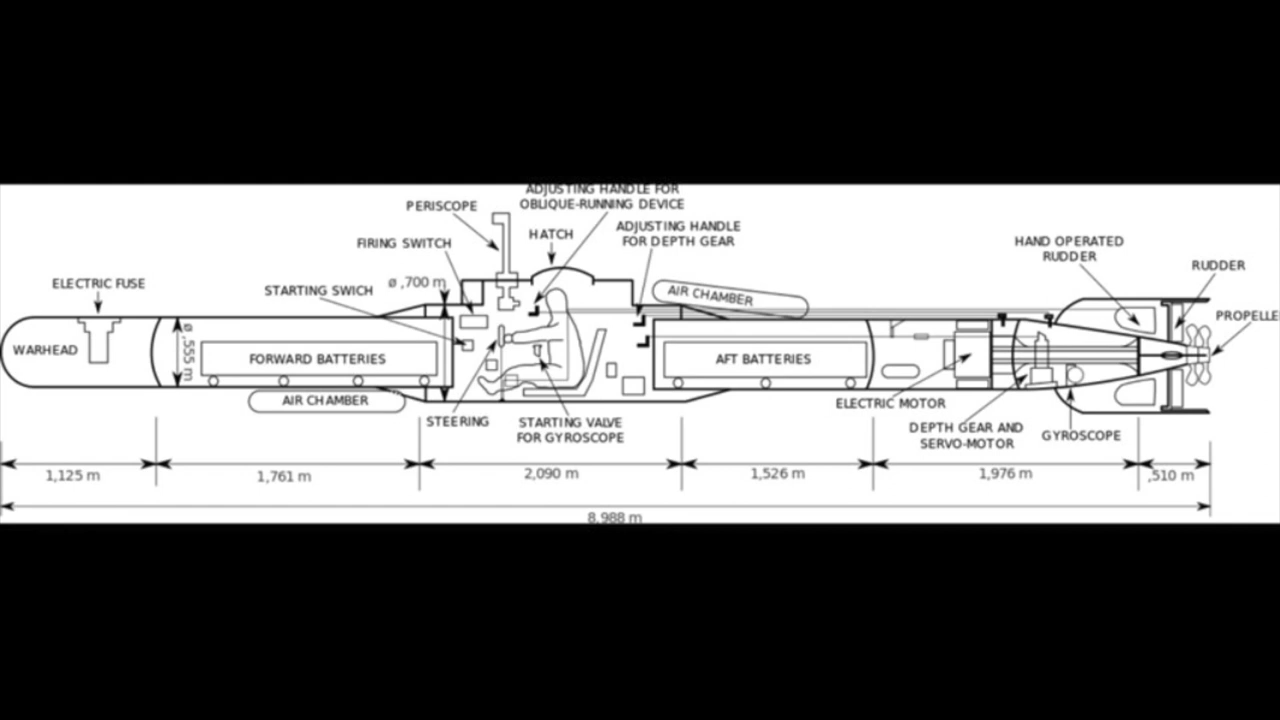 ADJUSTING HANDLE FOR
OBLIQUE-RUNNING DEVICE
PERISCOPE
ADJUSTING HANDLE
FOR DEPTH GEAR
HATCH
FIRING SWITCH
HAND OPERATED
RUDDER
RUDDER
ELECTRIC FUSE
STARTING SWICH
ø ,700 m
AIR CHAMBER
PROPELLE
WARHEAD
ø ,555 m
FORWARD BATTERIES
AFT BATTERIES
AIR CHAMBER
ELECTRIC MOTOR
STEERING
STARTING VALVE
FOR GYROSCOPE
DEPTH GEAR AND
SERVO-MOTOR
GYROSCOPE
1,125 m
1,761 m
2,090 m
1,526 m
1,976 m
,510 m
8,988 m